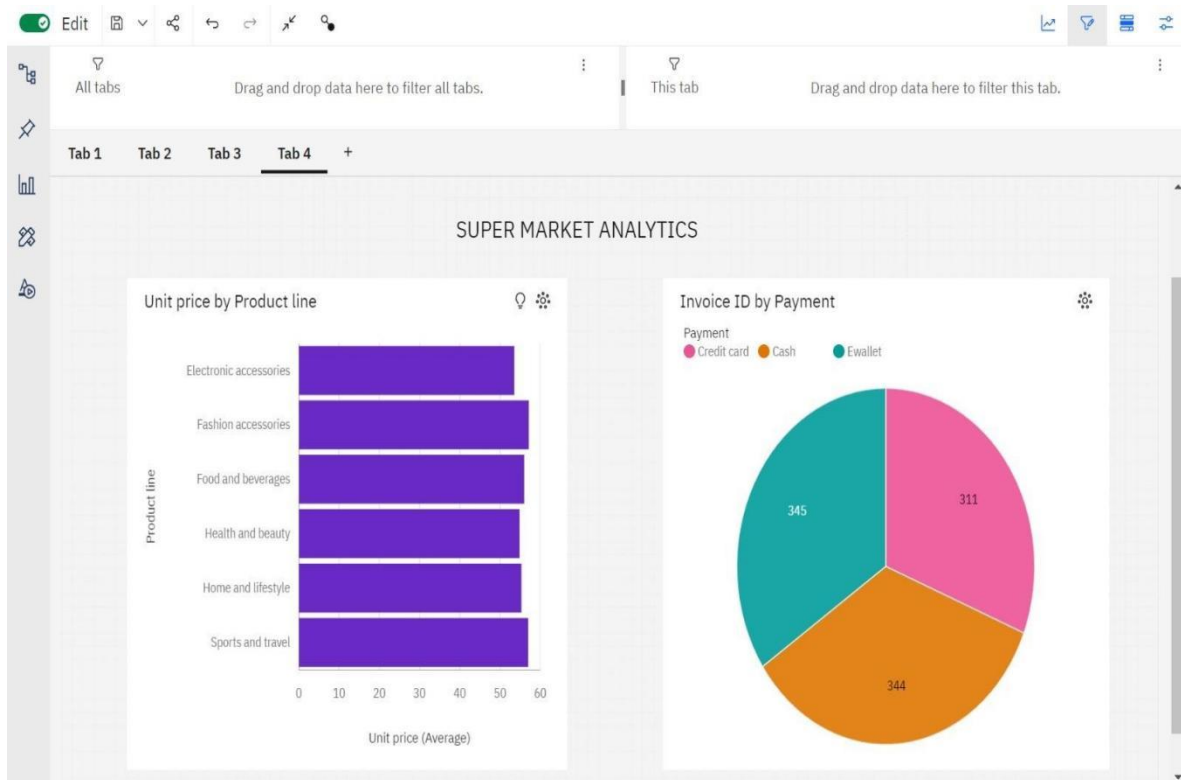 Edit
All tabs
Drag and drop data here to filter all tabs.
This tab
Drag and drop data here to filter this tab.
Tab 1 Tab 2 Tab 3 Tab 4 +
SUPER MARKET ANALYTICS
Unit price by Product line
Product line
Electronic accessories
Fashion accessories
Food and beverages
Health and beauty
Home and lifestyle
Sports and travel
0 10 20 30 40 50 60
Unit price (Average)
Invoice ID by Payment
Payment
Credit card Cash Ewallet
311
345
344